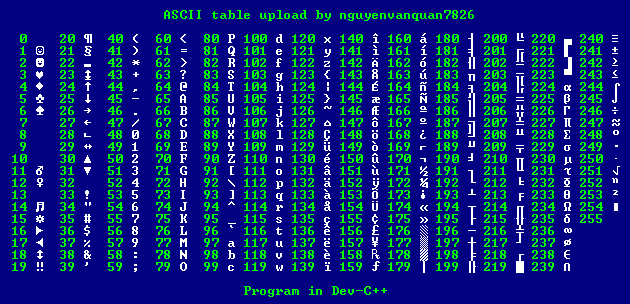 ASCII table upload by nguyenvanquan7826
0 20 ¶ 40 ( 60 < 80 P 100 d 120 x 140 î 160 á 180 ┤ 200 ╚ 220 ▄ 240 ≡
1 ☺ 21 § 41 ) 61 = 81 Q 101 e 121 y 141 ì 161 í 181 ╡ 201 ╔ 221 ▌ 241 ±
2 ☻ 22 ▬ 42 * 62 > 82 R 102 f 122 z 142 Ä 162 ó 182 ╢ 202 ╩ 222 ▐ 242 ≥
3 ♥ 23 ↨ 43 + 63 ? 83 S 103 g 123 { 143 Å 163 ú 183 ╖ 203 ╦ 223 ▀ 243 ≤
4 ♦ 24 ↑ 44 , 64 @ 84 T 104 h 124 | 144 É 164 ñ 184 ╕ 204 ╠ 224 α 244 ⌠
5 ♣ 25 ↓ 45 - 65 A 85 U 105 i 125 } 145 æ 165 Ñ 185 ╣ 205 ═ 225 ß 245 ⌡
6 ♠ 26 → 46 . 66 B 86 V 106 j 126 ~ 146 Æ 166 ª 186 ║ 206 ╬ 226 Γ 246 ÷
7 27 ← 47 / 67 C 87 W 107 k 127 ⌂ 147 ô 167 º 187 ╗ 207 ╧ 227 π 247 ≈
8 28 ∟ 48 0 68 D 88 X 108 l 128 Ç 148 ö 168 ¿ 188 ╝ 208 ╨ 228 Σ 248 °
9 29 ↔ 49 1 69 E 89 Y 109 m 129 ü 149 ò 169 ⌐ 189 ╜ 209 ╤ 229 σ 249 ∙
10 30 ▲ 50 2 70 F 90 Z 110 n 130 é 150 û 170 ¬ 190 ╛ 210 ╥ 230 µ 250 ·
11 ♂ 31 ▼ 51 3 71 G 91 [ 111 o 131 â 151 ù 171 ½ 191 ┐ 211 ╙ 231 τ 251 √
12 ♀ 32 52 4 72 H 92 \ 112 p 132 ä 152 ÿ 172 ¼ 192 └ 212 ╘ 232 Φ 252 ⁿ
13 33 ! 53 5 73 I 93 ] 113 q 133 à 153 Ö 173 ¡ 193 ┴ 213 ╒ 233 Θ 253 ²
14 ♫ 34 " 54 6 74 J 94 ^ 114 r 134 å 154 Ü 174 « 194 ┬ 214 ╓ 234 Ω 254 ■
15 ☼ 35 # 55 7 75 K 95 _ 115 s 135 ç 155 ¢ 175 » 195 ├ 215 ╫ 235 δ 255
16 ► 36 $ 56 8 76 L 96 ` 116 t 136 ê 156 £ 176 ░ 196 ─ 216 ╪ 236 ∞
17 ◄ 37 % 57 9 77 M 97 a 117 u 137 ë 157 ¥ 177 ▒ 197 ┼ 217 ┘ 237 φ
18 ↕ 38 & 58 : 78 N 98 b 118 v 138 è 158 ₧ 178 ▓ 198 ╞ 218 ┌ 238 ε
19 ‼ 39 ' 59 ; 79 O 99 c 119 w 139 ï 159 ƒ 179 │ 199 ╟ 219 █ 239 ∩
Program in Dev-C++